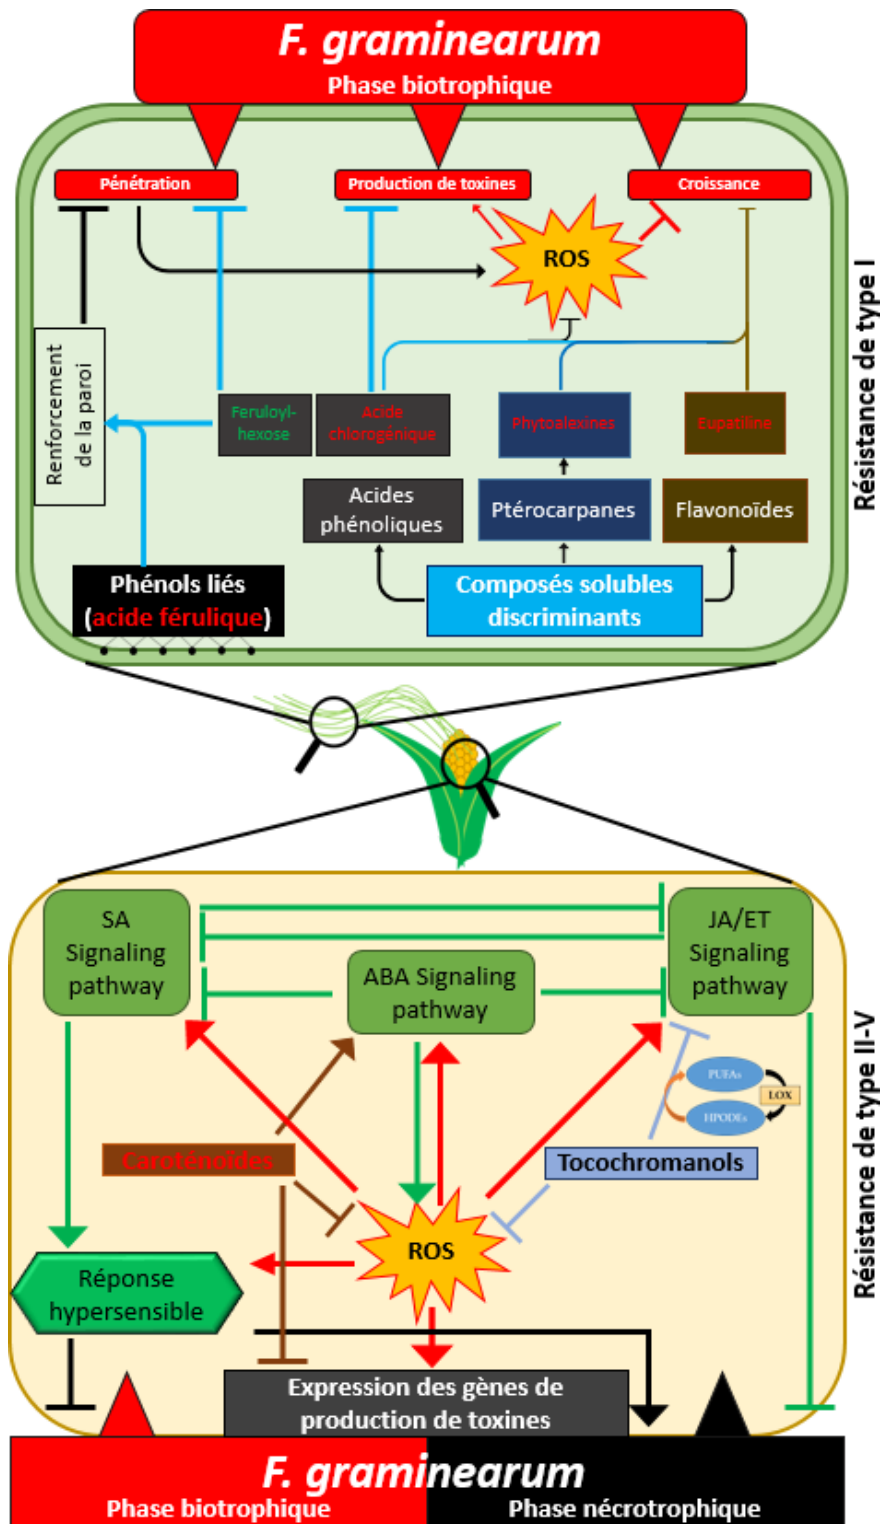 F. graminearum
Phase biotrophique
Pénétration
Production de toxines
Croissance
ROS
Résistance de type I
Renforcement
de la paroi
Feruloyl-
hexose
Acide
chlorogénique
Phytoalexines
Eupatiline
Acides
phénoliques
Ptérocarpanes
Flavonoïdes
Phénols liés
(acide férulique)
Composés solubles
discriminants
SA
Signaling
pathway
JA/ET
Signaling
pathway
ABA Signaling
pathway
PUFAs
LOX
HPODEs
Caroténoïdes
Tocochromanols
ROS
Réponse
hypersensible
Résistance de type II-V
Expression des gènes de
production de toxines
F. graminearum
Phase biotrophique
Phase nécrotrophique